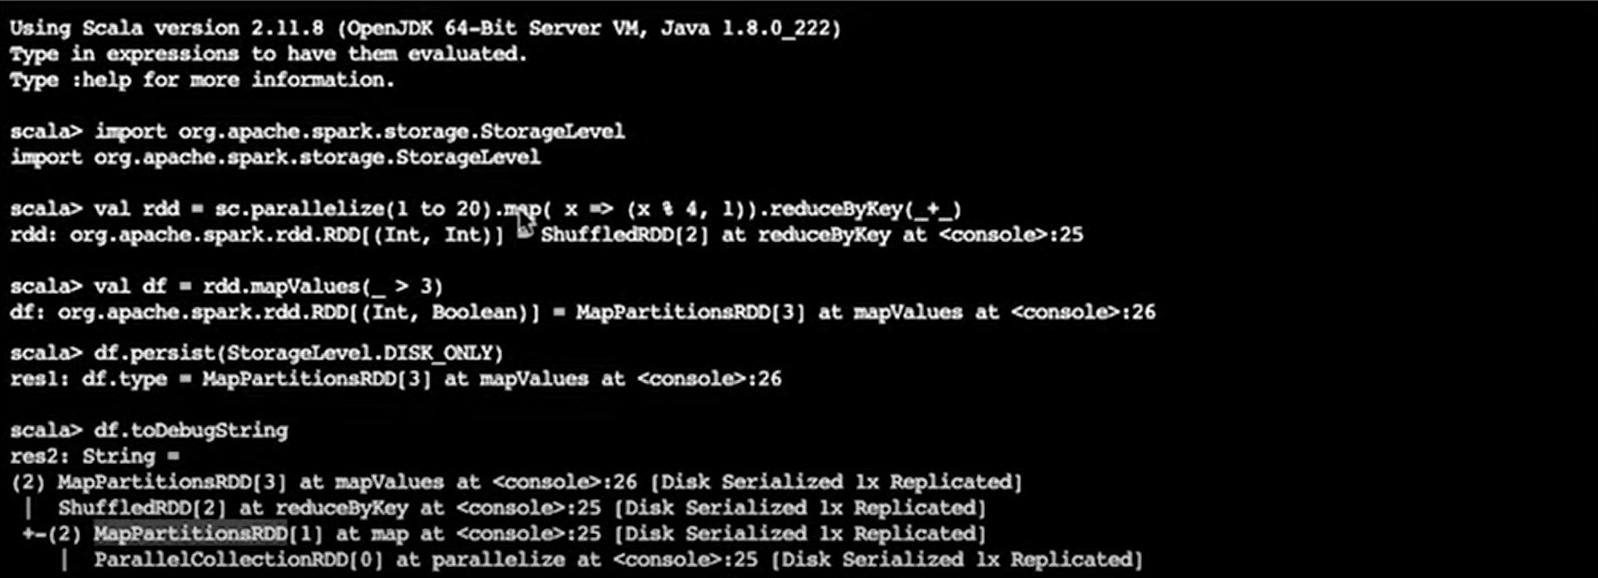 Using Scala version 2.11.8 (OpenJDK 64-Bit Server VM, Java 1.8.0_222)
Type in expressions to have them evaluated.
Type :help for more information.
scala> import org.apache.spark.storage.StorageLevel
import org.apache.spark.storage.StorageLevel
scala> val rdd = sc.parallelize(1 to 20).map( x => (x % 4, 1)).reduceByKey(_+_)
rdd: org.apache.spark.rdd.RDD[(Int, Int)] = ShuffledRDD[2] at reduceByKey at <console>:25
scala> val df = rdd.mapValues(_ > 3)
df: org.apache.spark.rdd.RDD[(Int, Boolean)] = MapPartitionsRDD[3] at mapValues at <console>:26
scala> df.persist(StorageLevel.DISK_ONLY)
res1: df.type = MapPartitionsRDD[3] at mapValues at <console>:26
scala> df.toDebugString
res2: String =
(2) MapPartitionsRDD[3] at mapValues at <console>:26 [Disk Serialized 1x Replicated]
 |  ShuffledRDD[2] at reduceByKey at <console>:25 [Disk Serialized 1x Replicated]
 +-(2) MapPartitionsRDD[1] at map at <console>:25 [Disk Serialized 1x Replicated]
    |  ParallelCollectionRDD[0] at parallelize at <console>:25 [Disk Serialized 1x Replicated]